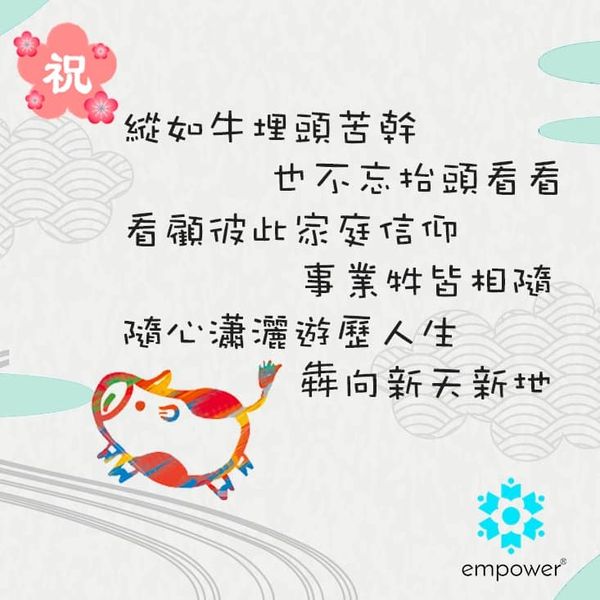 祝
縱如牛埋頭苦幹
也不忘抬頭看看
看顧彼此家庭信仰
事業牲皆相隨
隨心瀟灑遊歷人生
犇向新天新地
empower®